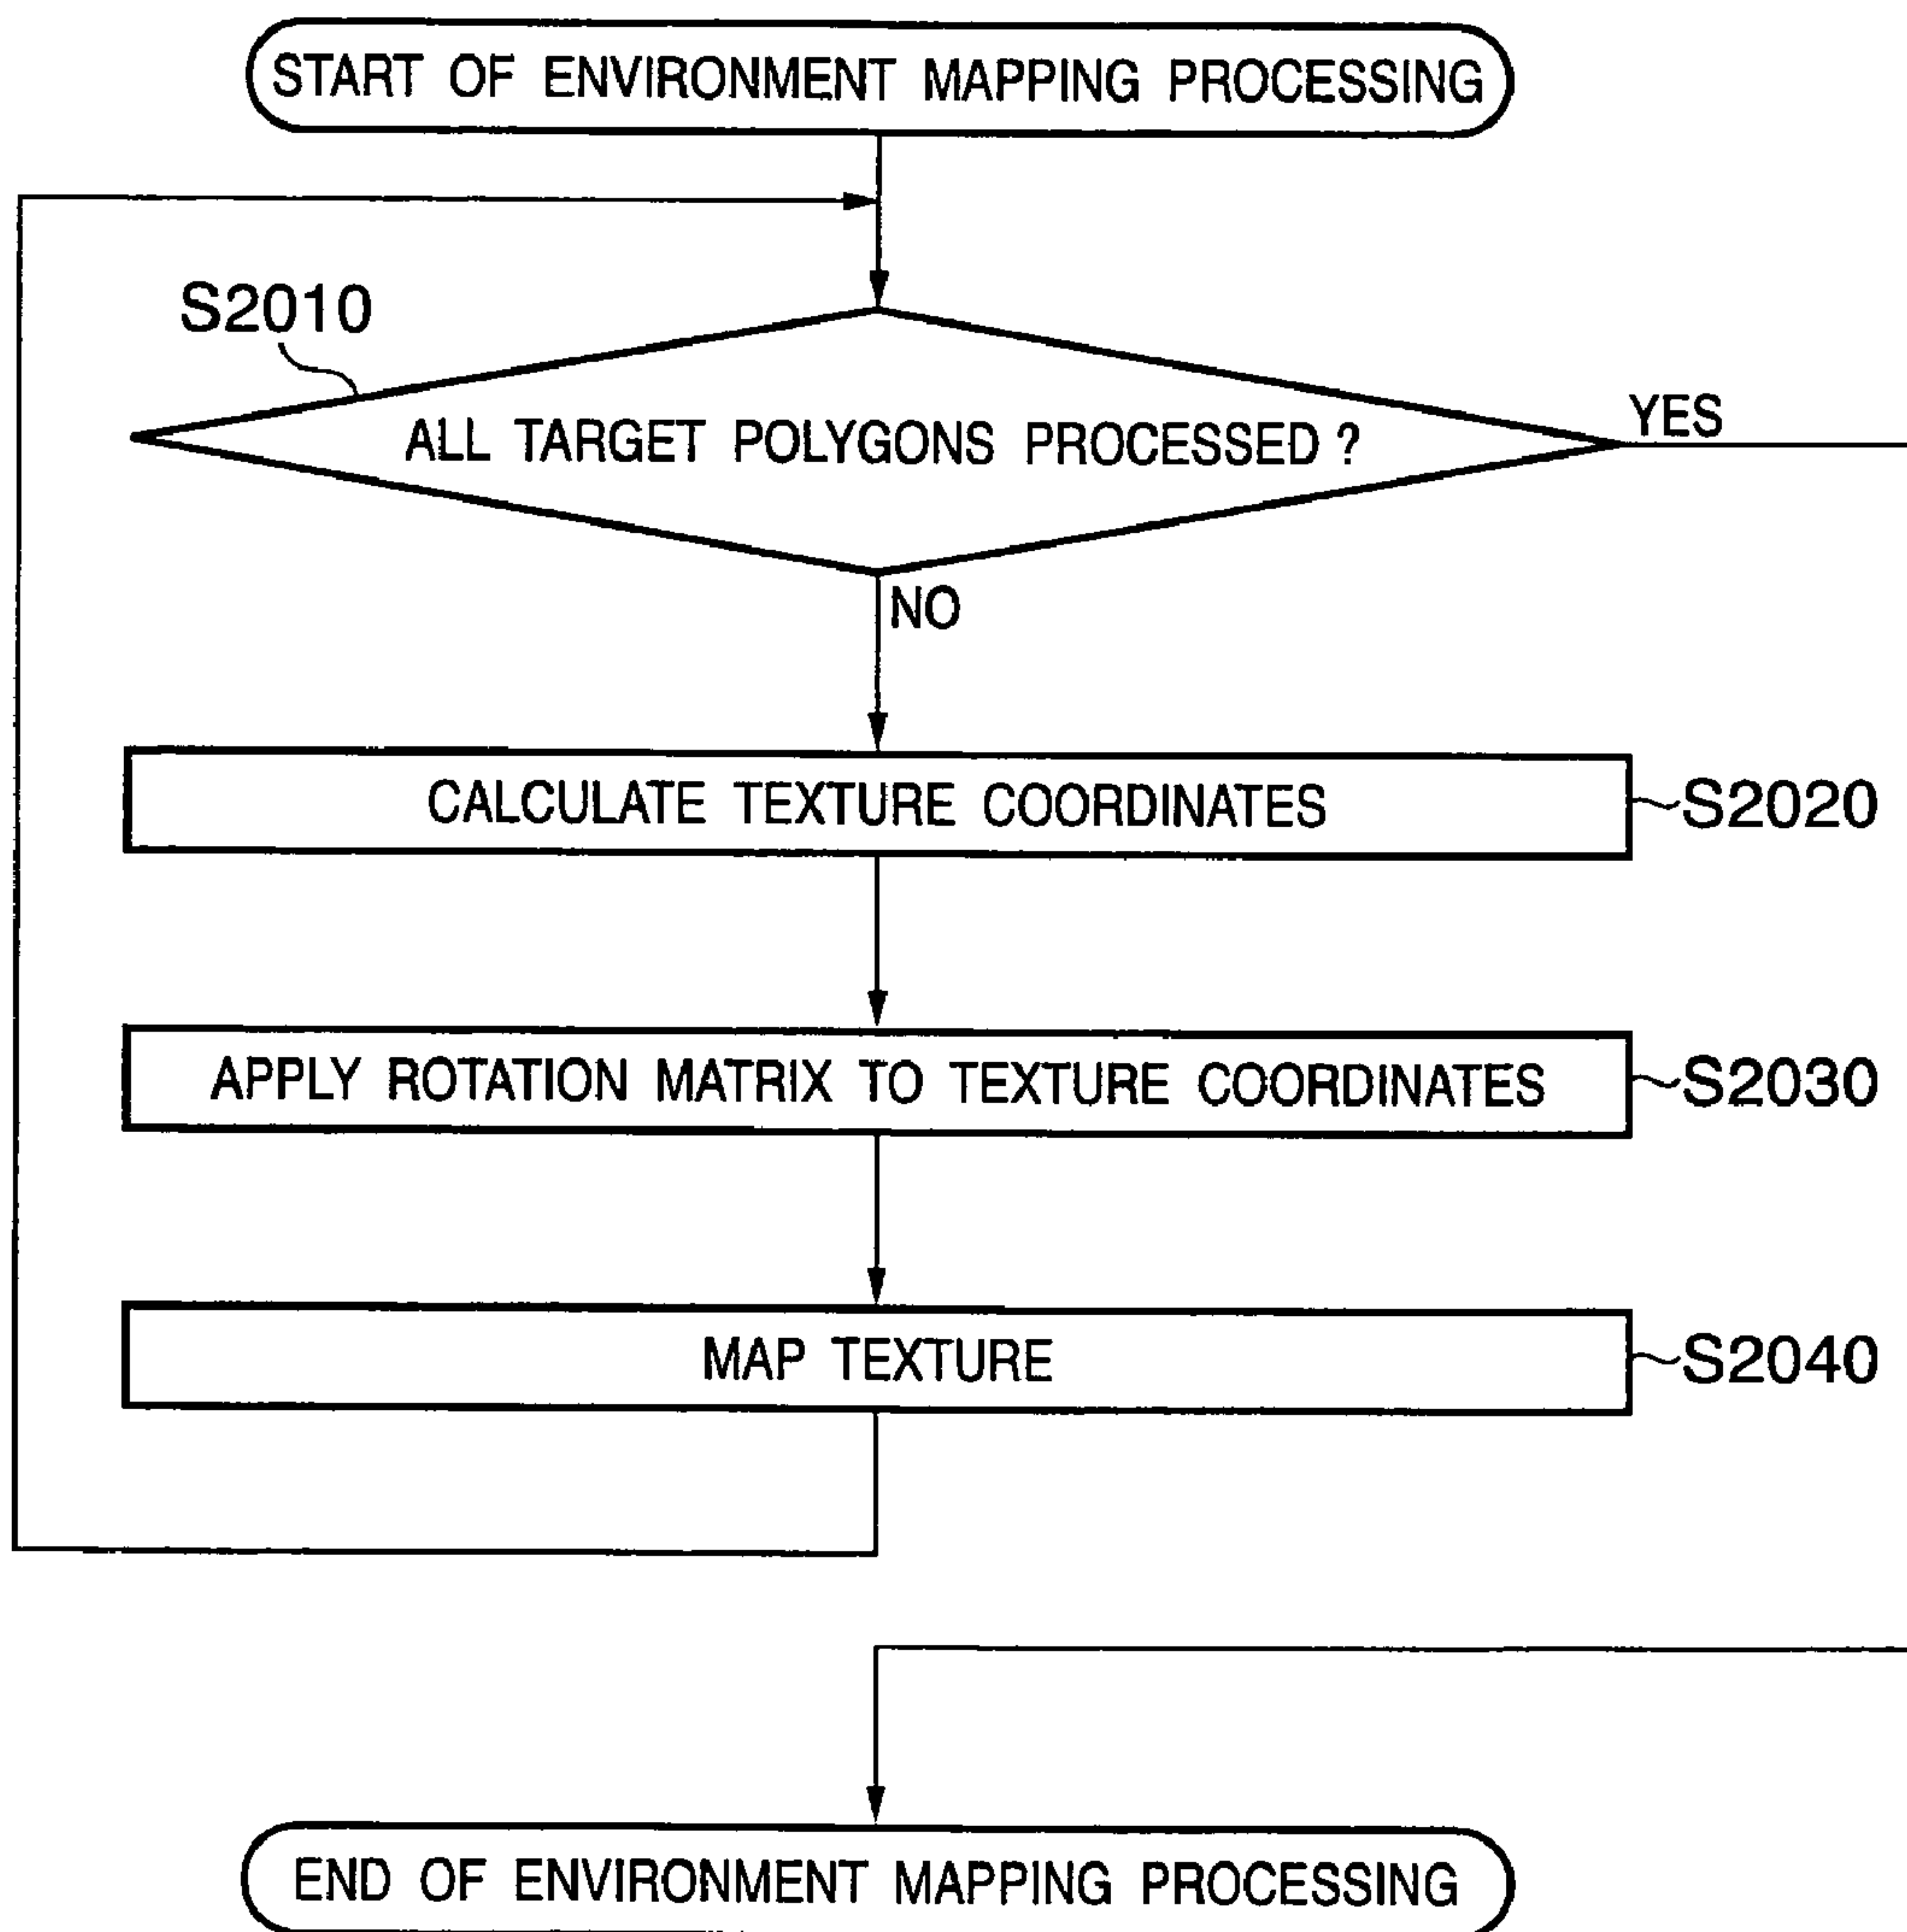 START OF ENVIRONMENT MAPPING PROCESSING
S2010
ALL TARGET POLYGONS PROCESSED ?
YES
NO
CALCULATE TEXTURE COORDINATES
S2020
APPLY ROTATION MATRIX TO TEXTURE COORDINATES
S2030
MAP TEXTURE
S2040
END OF ENVIRONMENT MAPPING PROCESSING